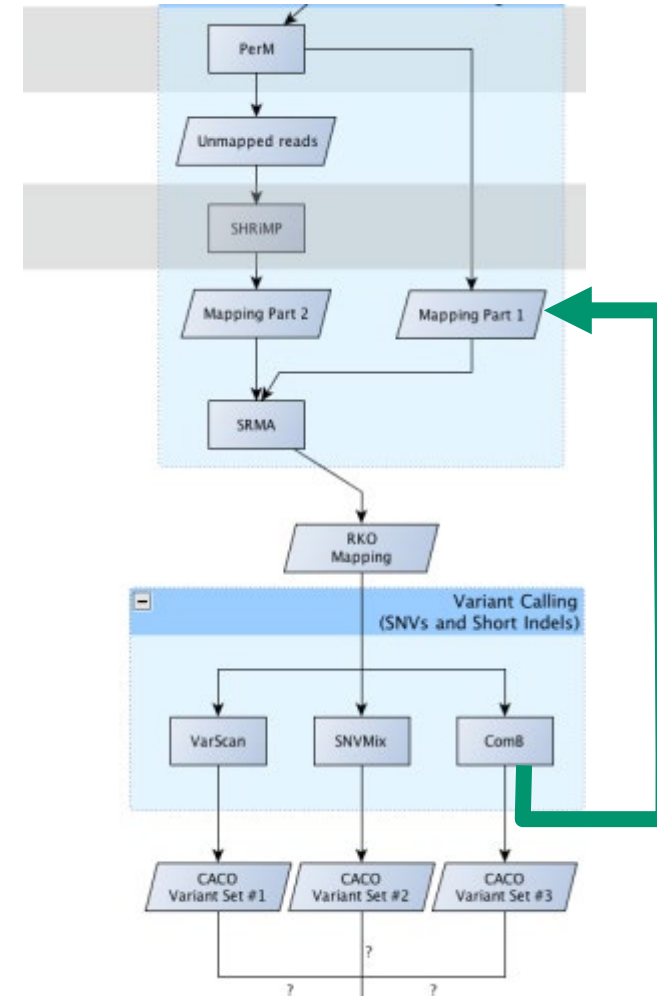 PerM
Unmapped reads
SHRiMP
Mapping Part 2
Mapping Part 1
SRMA
RKO
Mapping
Variant Calling
(SNVs and Short Indels)
VarScan
SNVMix
ComB
CACO
Variant Set #1
CACO
Variant Set #2
CACO
Variant Set #3
?
?
?